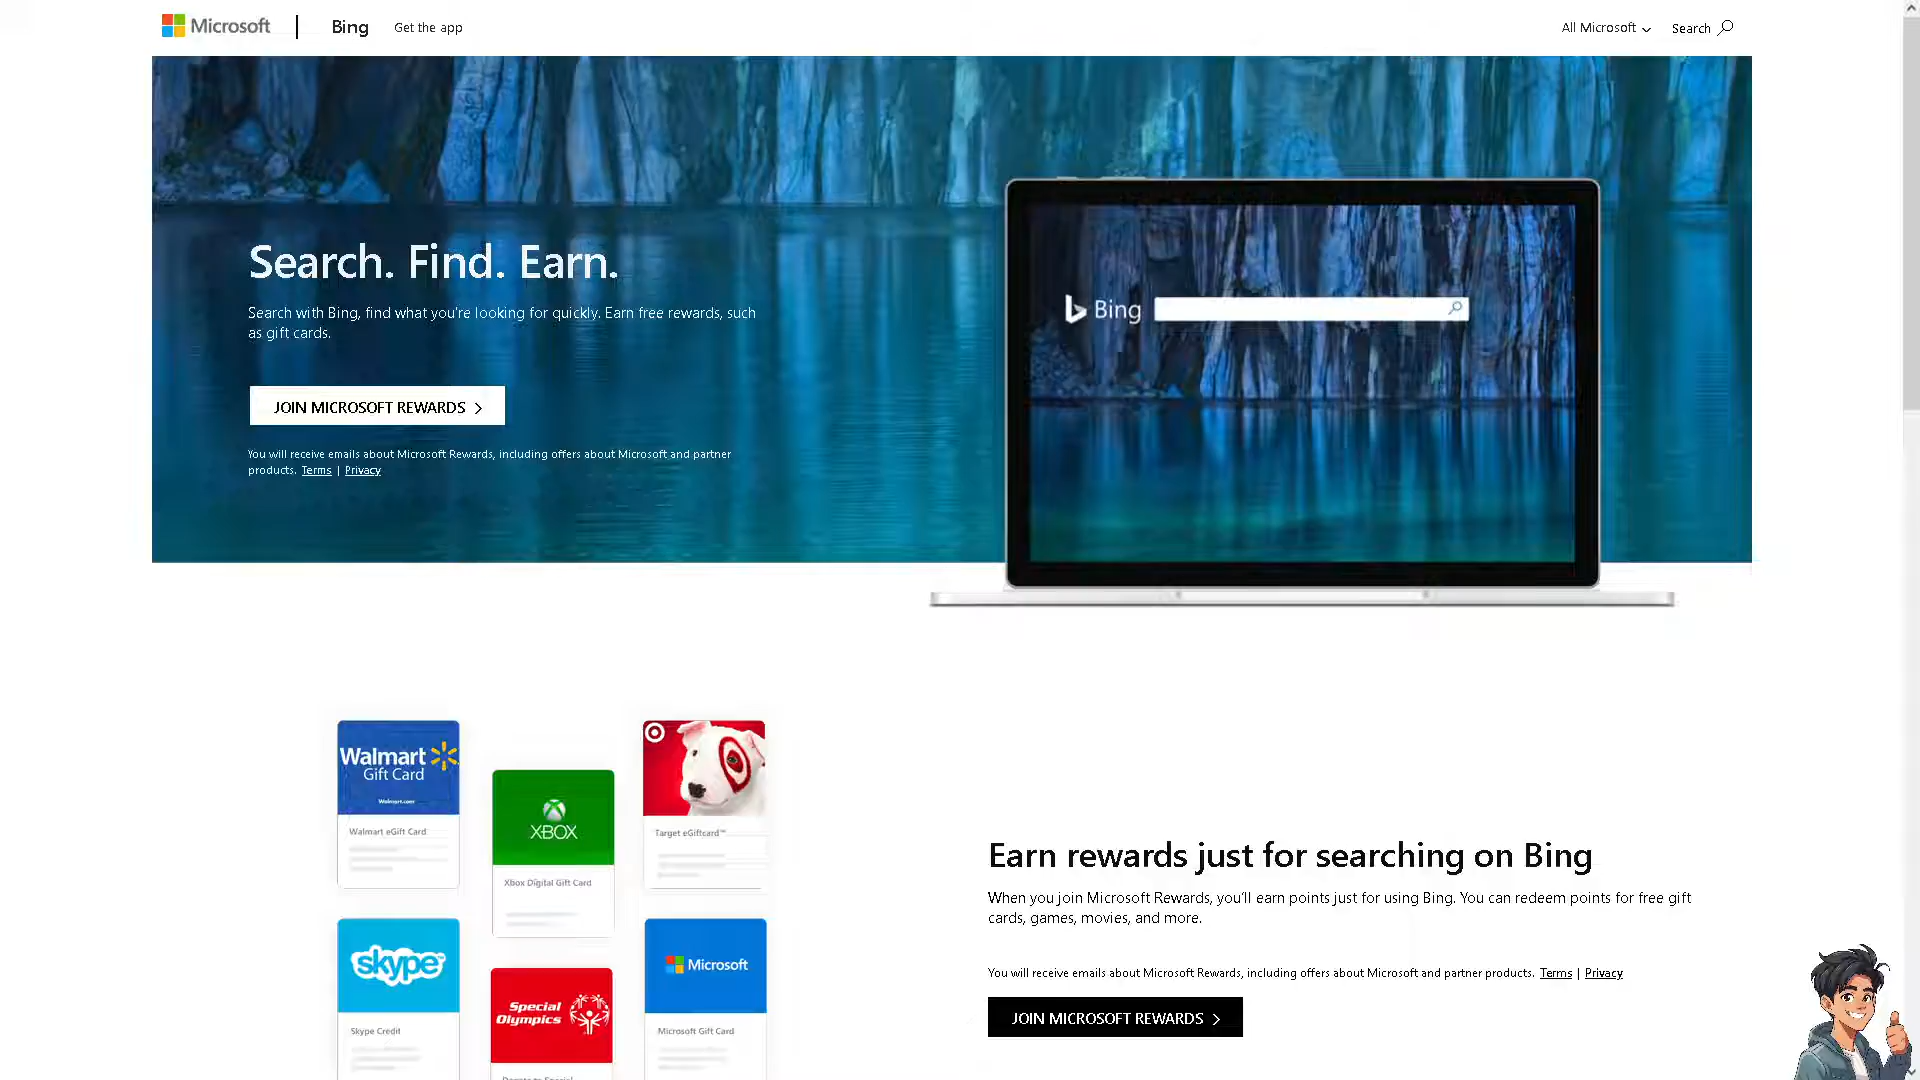 Microsoft
Bing
Get the app
All Microsoft
Search
Search. Find. Earn.
Search with Bing, find what you're looking for quickly. Earn free rewards, such
as gift cards.
JOIN MICROSOFT REWARDS
You will receive emails about Microsoft Rewards, including offers about Microsoft and partner
products. Terms | Privacy
Bing
Walmart
Gift Card
Walmart.com
Walmart eGift Card
XBOX
Xbox Digital Gift Card
Target eGiftcard™
skype™
Skype Credit
Special
Olympics
Microsoft
Microsoft Gift Card
Earn rewards just for searching on Bing
When you join Microsoft Rewards, you'll earn points just for using Bing. You can redeem points for free gift
cards, games, movies, and more.
You will receive emails about Microsoft Rewards, including offers about Microsoft and partner products. Terms | Privacy
JOIN MICROSOFT REWARDS